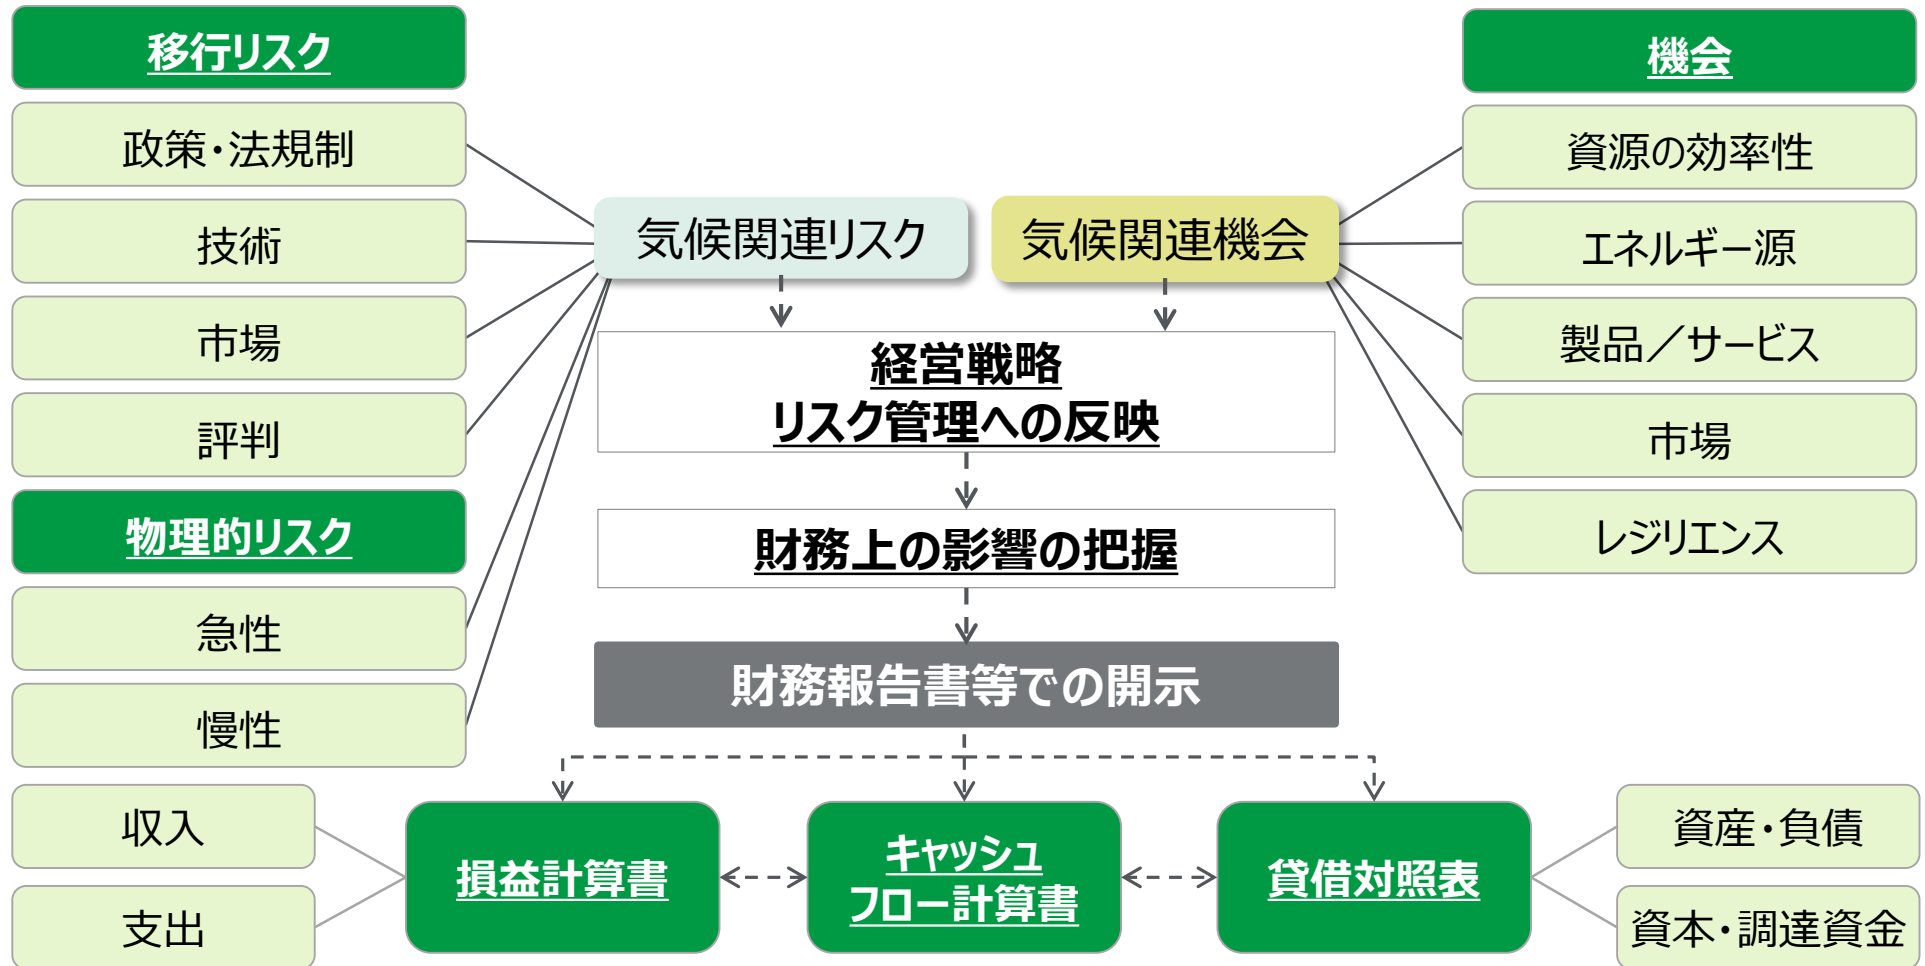 移行リスク
政策・法規制
技術
市場
評判
物理的リスク
急性
慢性
気候関連リスク
気候関連機会
経営戦略
リスク管理への反映
財務上の影響の把握
財務報告書等での開示
機会
資源の効率性
エネルギー源
製品／サービス
市場
レジリエンス
収入
支出
損益計算書
キャッシュ
フロー計算書
貸借対照表
資産・負債
資本・調達資金